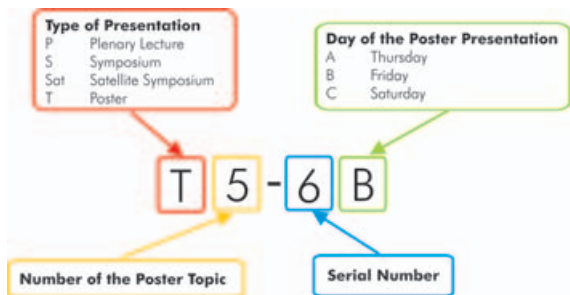 Type of Presentation
P Plenary Lecture
S Symposium
Sat Satellite Symposium
T Poster
Day of the Poster Presentation
A Thursday
B Friday
C Saturday
T 5 - 6 B
Number of the Poster Topic
Serial Number